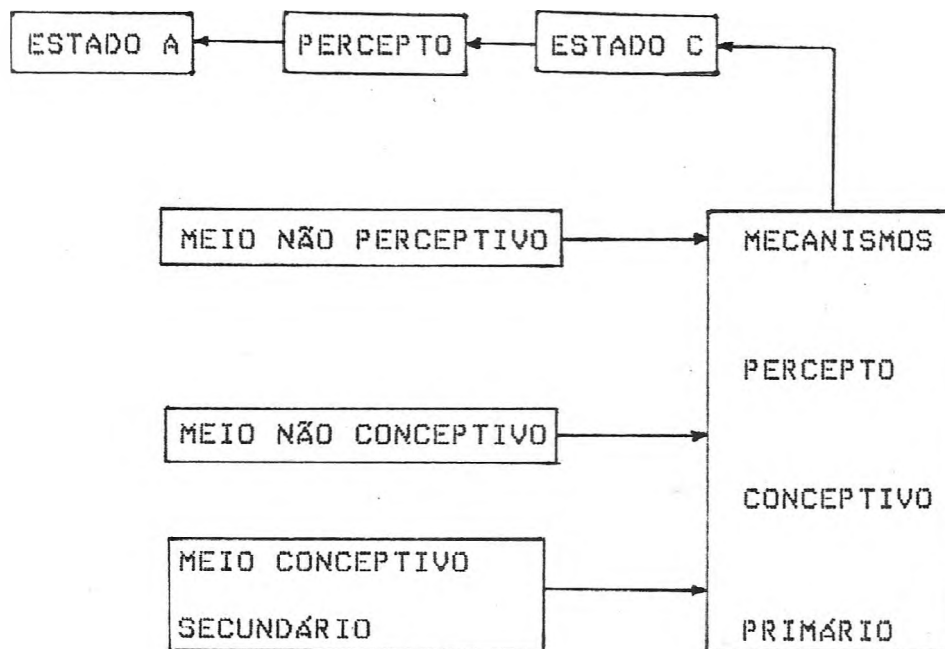 ESTADO A
PERCEPTO
ESTADO C
MEIO NÃO PERCEPTIVO
MEIO NÃO CONCEPTIVO
MEIO CONCEPTIVO
SECUNDÁRIO
MECANISMOS
PERCEPTO
CONCEPTIVO
PRIMÁRIO